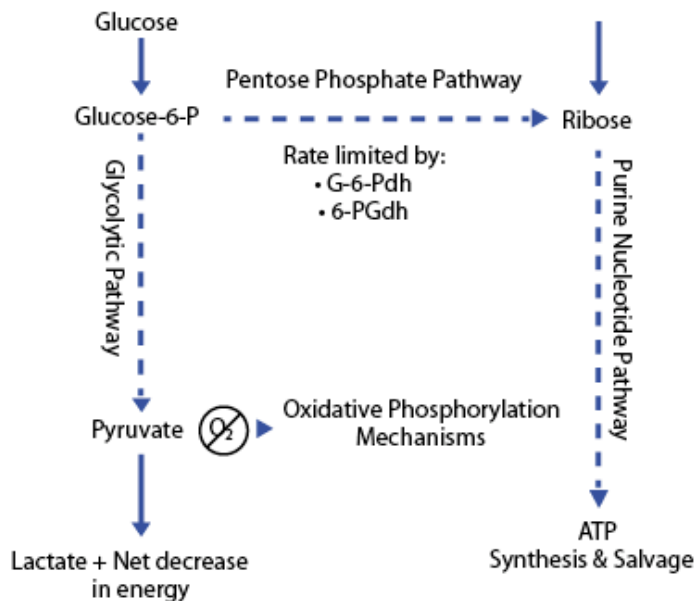 Glucose
Pentose Phosphate Pathway
Glucose-6-P
Ribose
Rate limited by:
• G-6-Pdh
• 6-PGdh
Glycolytic Pathway
Purine Nucleotide Pathway
Pyruvate
O₂
Oxidative Phosphorylation
Mechanisms
Lactate + Net decrease
in energy
ATP
Synthesis & Salvage